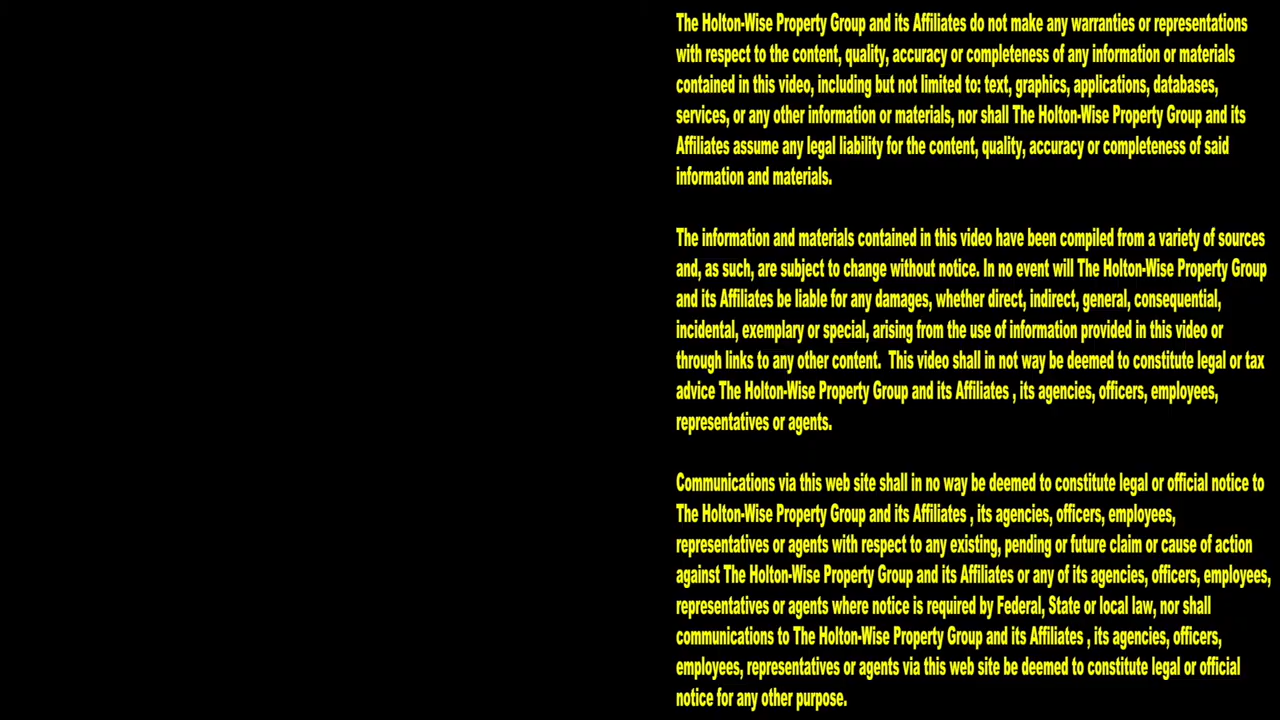 The Holton-Wise Property Group and its Affiliates do not make any warranties or representations
with respect to the content, quality, accuracy or completeness of any information or materials
contained in this video, including but not limited to: text, graphics, applications, databases,
services, or any other information or materials, nor shall The Holton-Wise Property Group and its
Affiliates assume any legal liability for the content, quality, accuracy or completeness of said
information and materials.
The information and materials contained in this video have been compiled from a variety of sources
and, as such, are subject to change without notice. In no event will The Holton-Wise Property Group
and its Affiliates be liable for any damages, whether direct, indirect, general, consequential,
incidental, exemplary or special, arising from the use of information provided in this video or
through links to any other content.  This video shall in not way be deemed to constitute legal or tax
advice The Holton-Wise Property Group and its Affiliates , its agencies, officers, employees,
representatives or agents.
Communications via this web site shall in no way be deemed to constitute legal or official notice to
The Holton-Wise Property Group and its Affiliates , its agencies, officers, employees,
representatives or agents with respect to any existing, pending or future claim or cause of action
against The Holton-Wise Property Group and its Affiliates or any of its agencies, officers, employees,
representatives or agents where notice is required by Federal, State or local law, nor shall
communications to The Holton-Wise Property Group and its Affiliates , its agencies, officers,
employees, representatives or agents via this web site be deemed to constitute legal or official
notice for any other purpose.